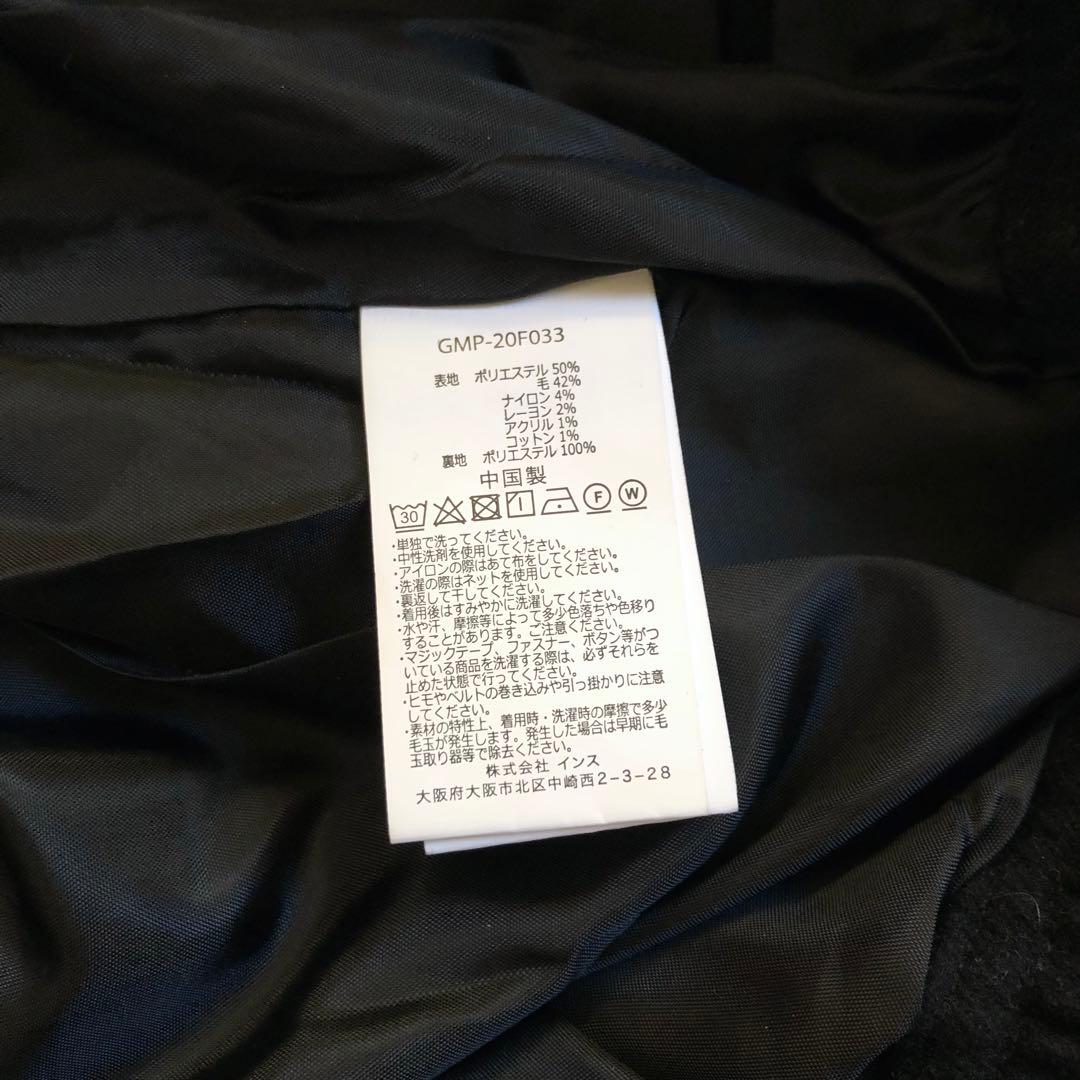 GMP-20F033
表地 ポリエステル 50%
毛 42%
ナイロン 4%
レーヨン 2%
アクリル 1%
コットン 1%
裏地 ポリエステル 100%
中国製
30 F W
・単独で洗ってください。
・中性洗剤を使用してください。
・アイロンの際はあて布をしてください。
・洗濯の際はネットを使用してください。
・裏返して干してください。
・着用後はすみやかに洗濯してください。
・水や汗、摩擦等によって多少色落ちや色移り
することがあります。ご注意ください。
・マジックテープ、ファスナー、ボタン等がつ
いている商品を洗濯する際は、必ずそれらを
止めた状態で行ってください。
・ヒモやベルトの巻き込みや引っ掛かりに注意
してください。
・素材の特性上、着用時・洗濯時の摩擦で多少
毛玉が発生します。発生した場合は早期に毛
玉取り器等で除去ください。
株式会社 インス
大阪府大阪市北区中崎西2-3-28